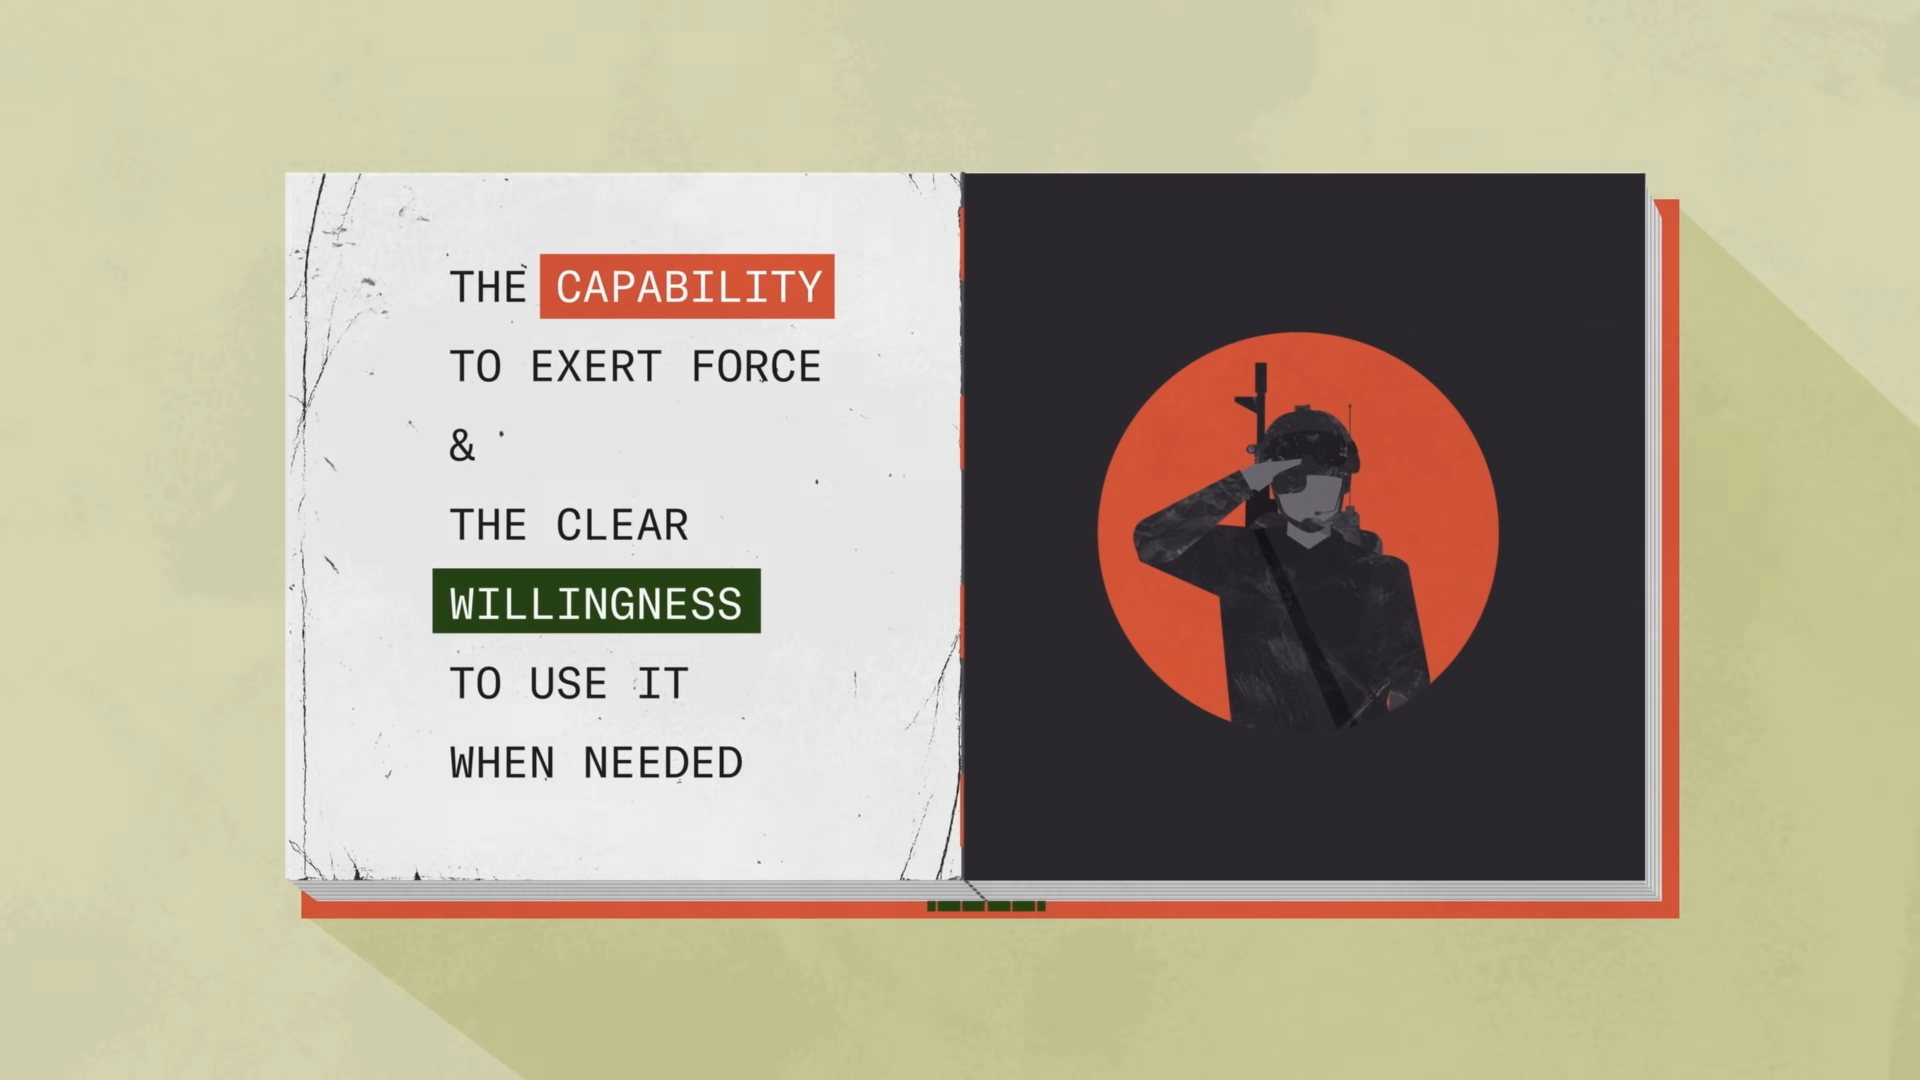 THE CAPABILITY
TO EXERT FORCE
&
THE CLEAR
WILLINGNESS
TO USE IT
WHEN NEEDED